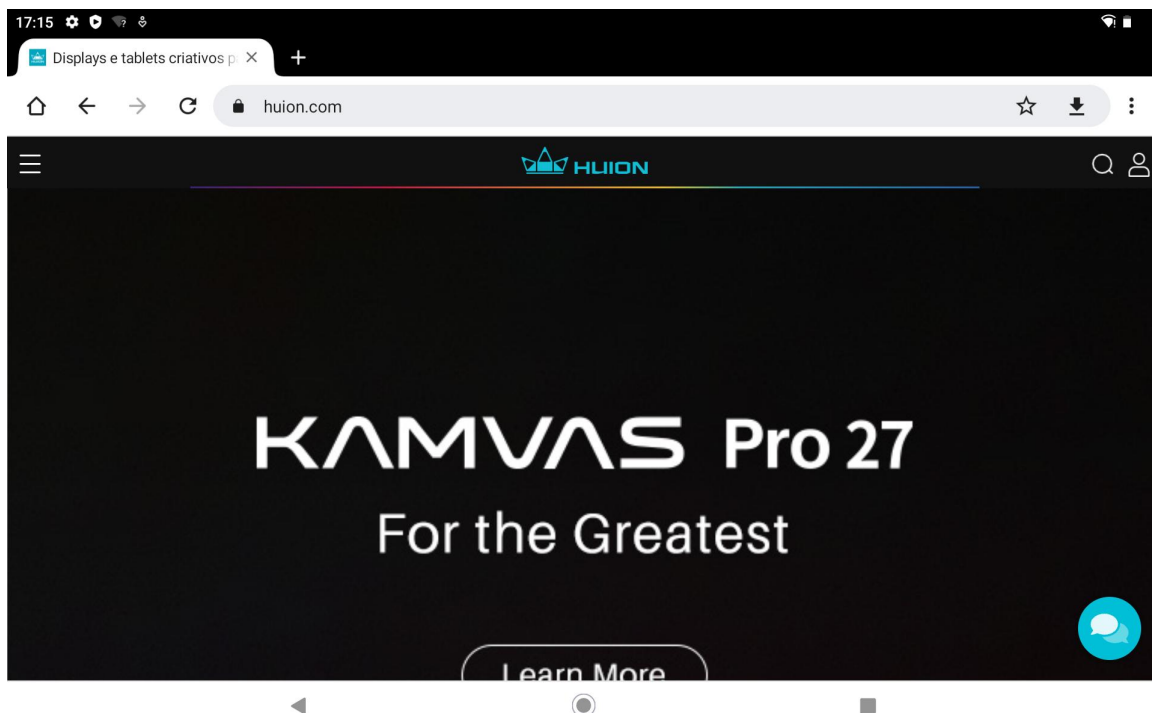 17:15
Displays e tablets criativos p
huion.com
HUION
KAMVAS Pro 27
For the Greatest
Learn More